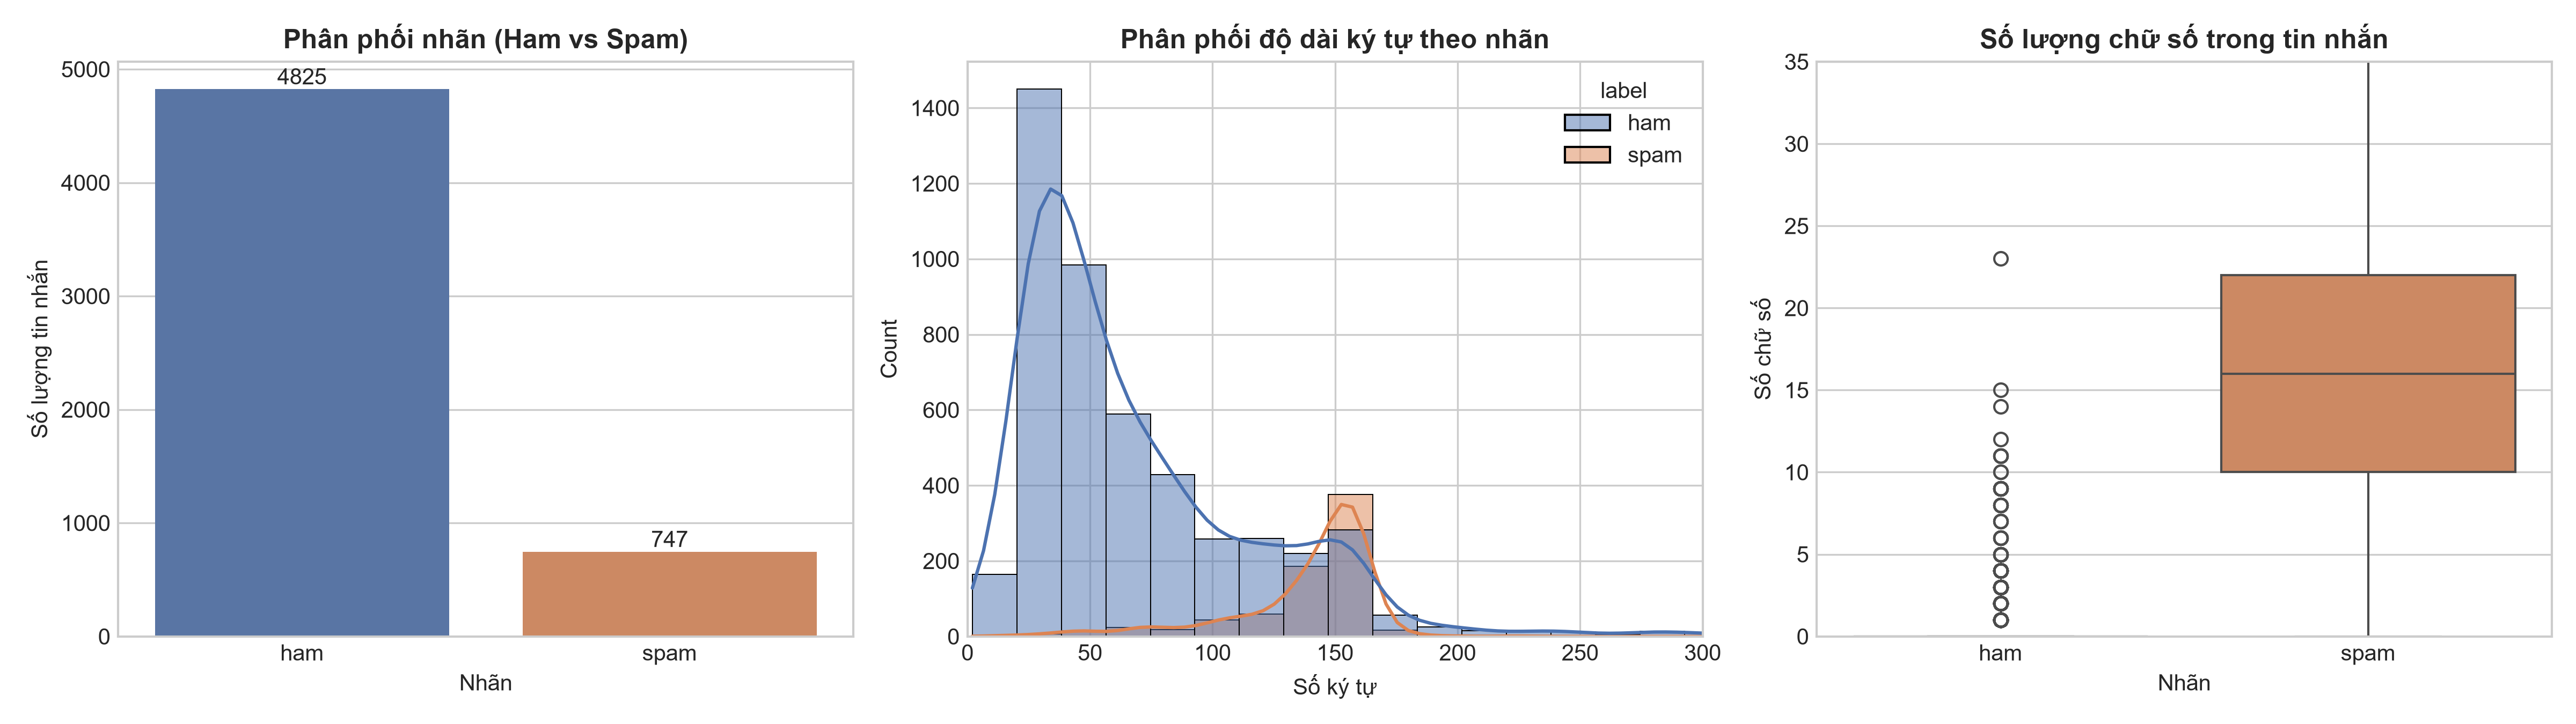 Phân phối nhãn (Ham vs Spam)
5000
4000
3000
2000
1000
0
Số lượng tin nhắn
4825
747
ham
spam
Nhãn
Phân phối độ dài ký tự theo nhãn
1400
1200
1000
800
600
400
200
0
Count
label
ham
spam
0
50
100
150
200
250
300
Số ký tự
Số lượng chữ số trong tin nhắn
35
30
25
20
15
10
5
0
Số chữ số
ham
spam
Nhãn